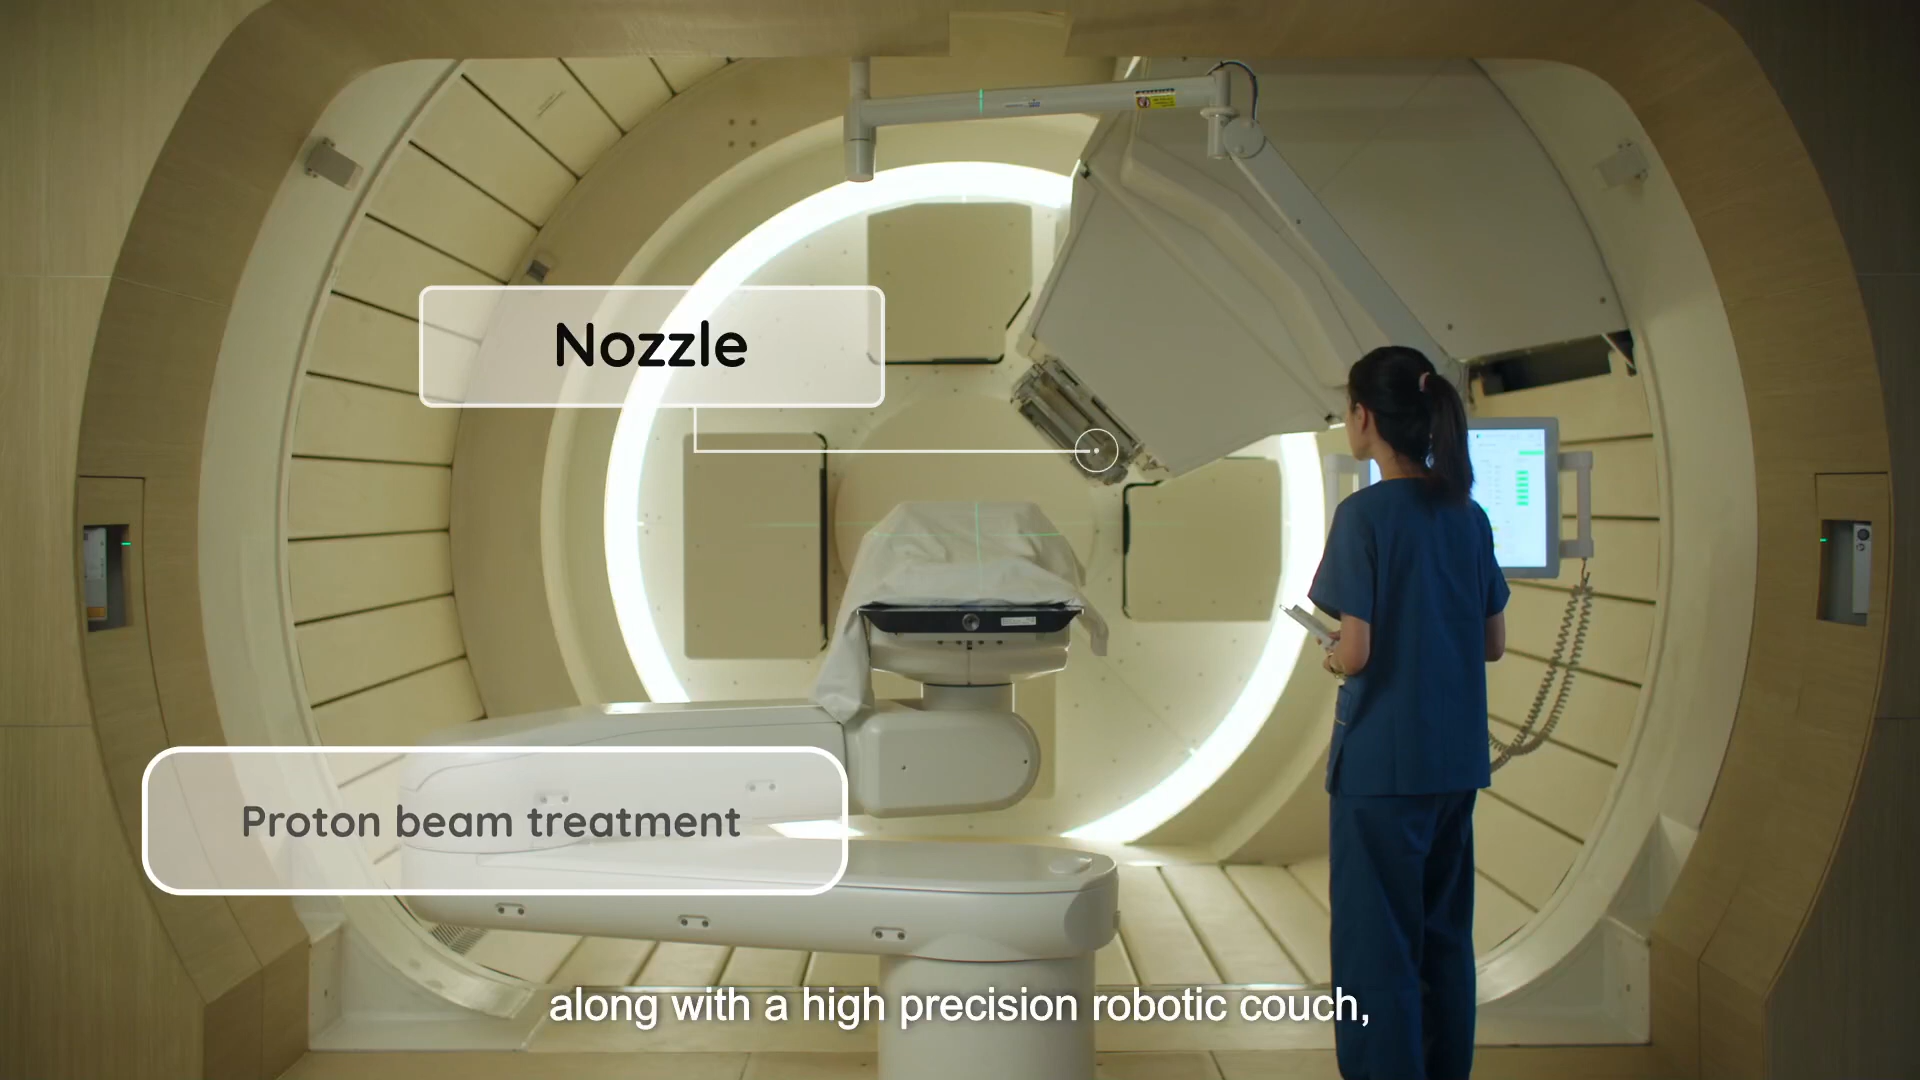 Nozzle
Proton beam treatment
along with a high precision robotic couch,